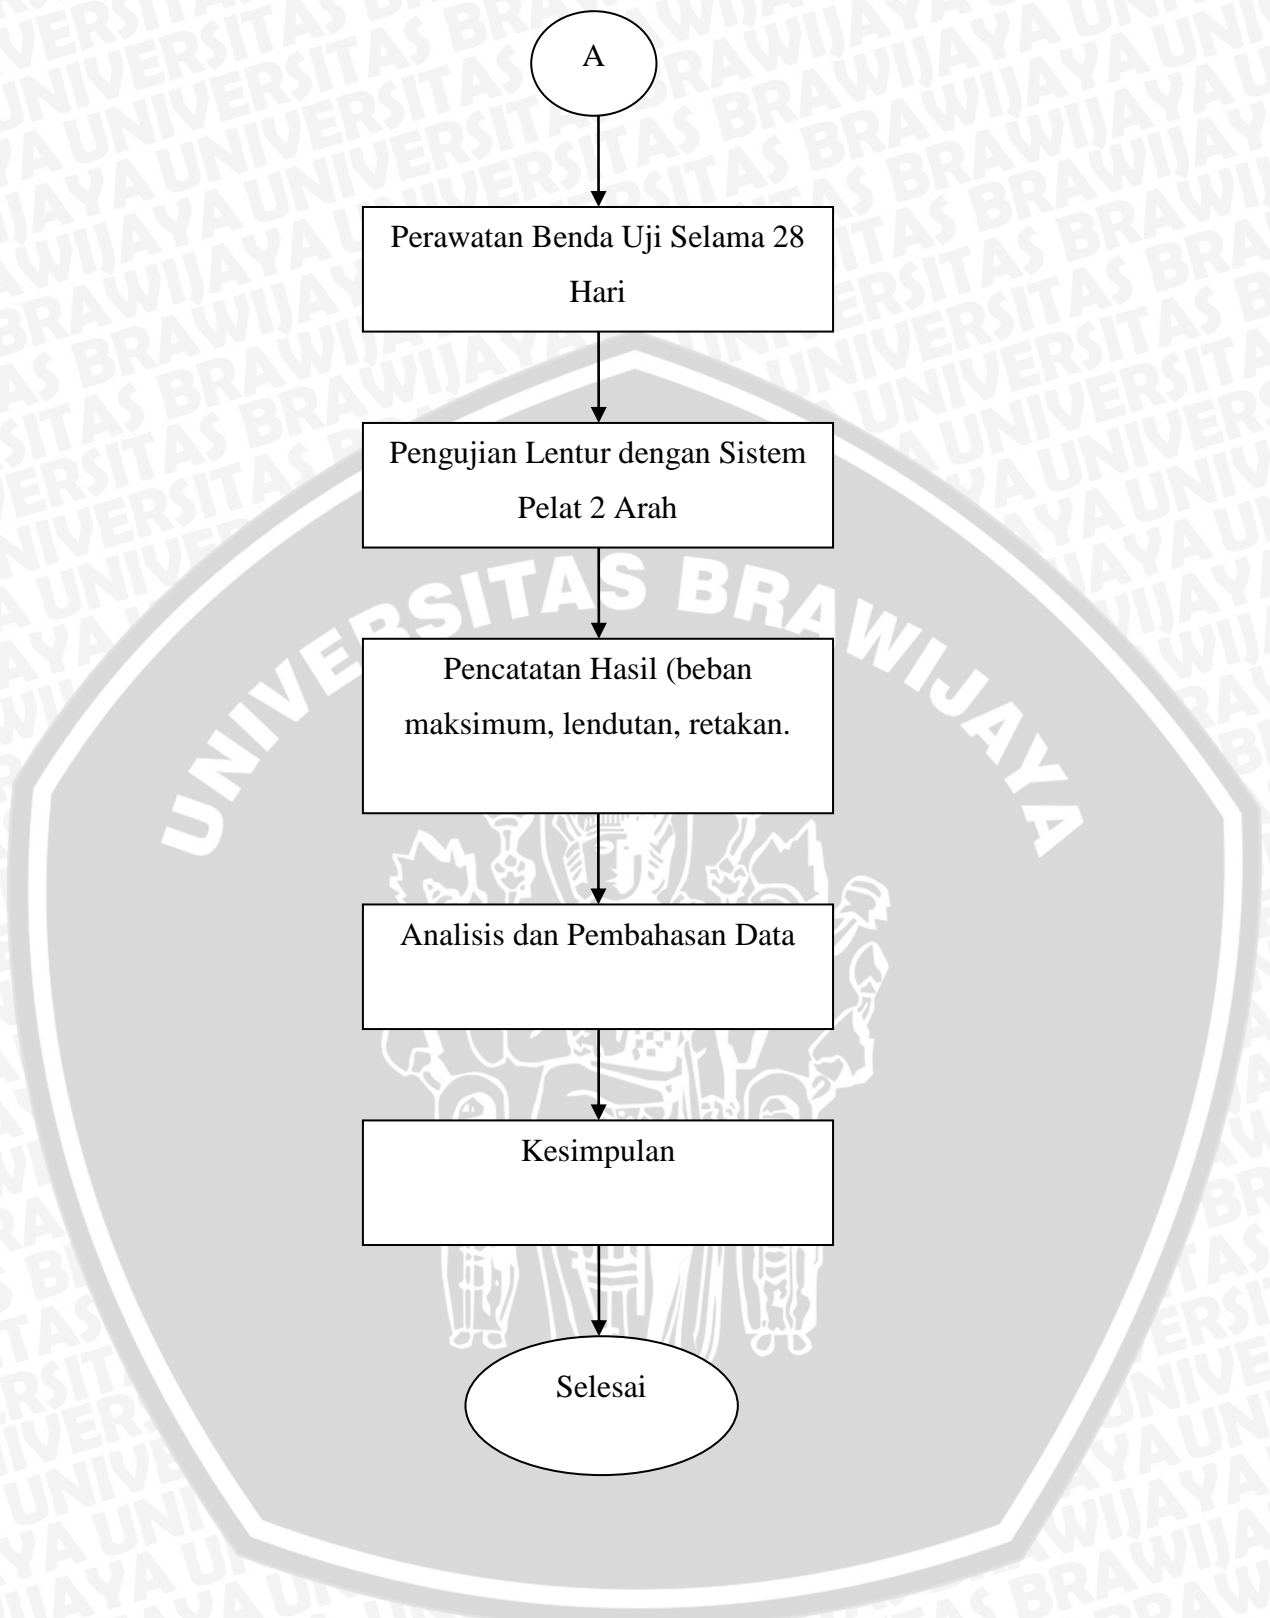 A
Perawatan Benda Uji Selama 28
Hari
Pengujian Lentur dengan Sistem
Pelat 2 Arah
UNIVERSITAS BRAWIJAYA
Pencatatan Hasil (beban
maksimum, lendutan, retakan.
Analisis dan Pembahasan Data
Kesimpulan
Selesai